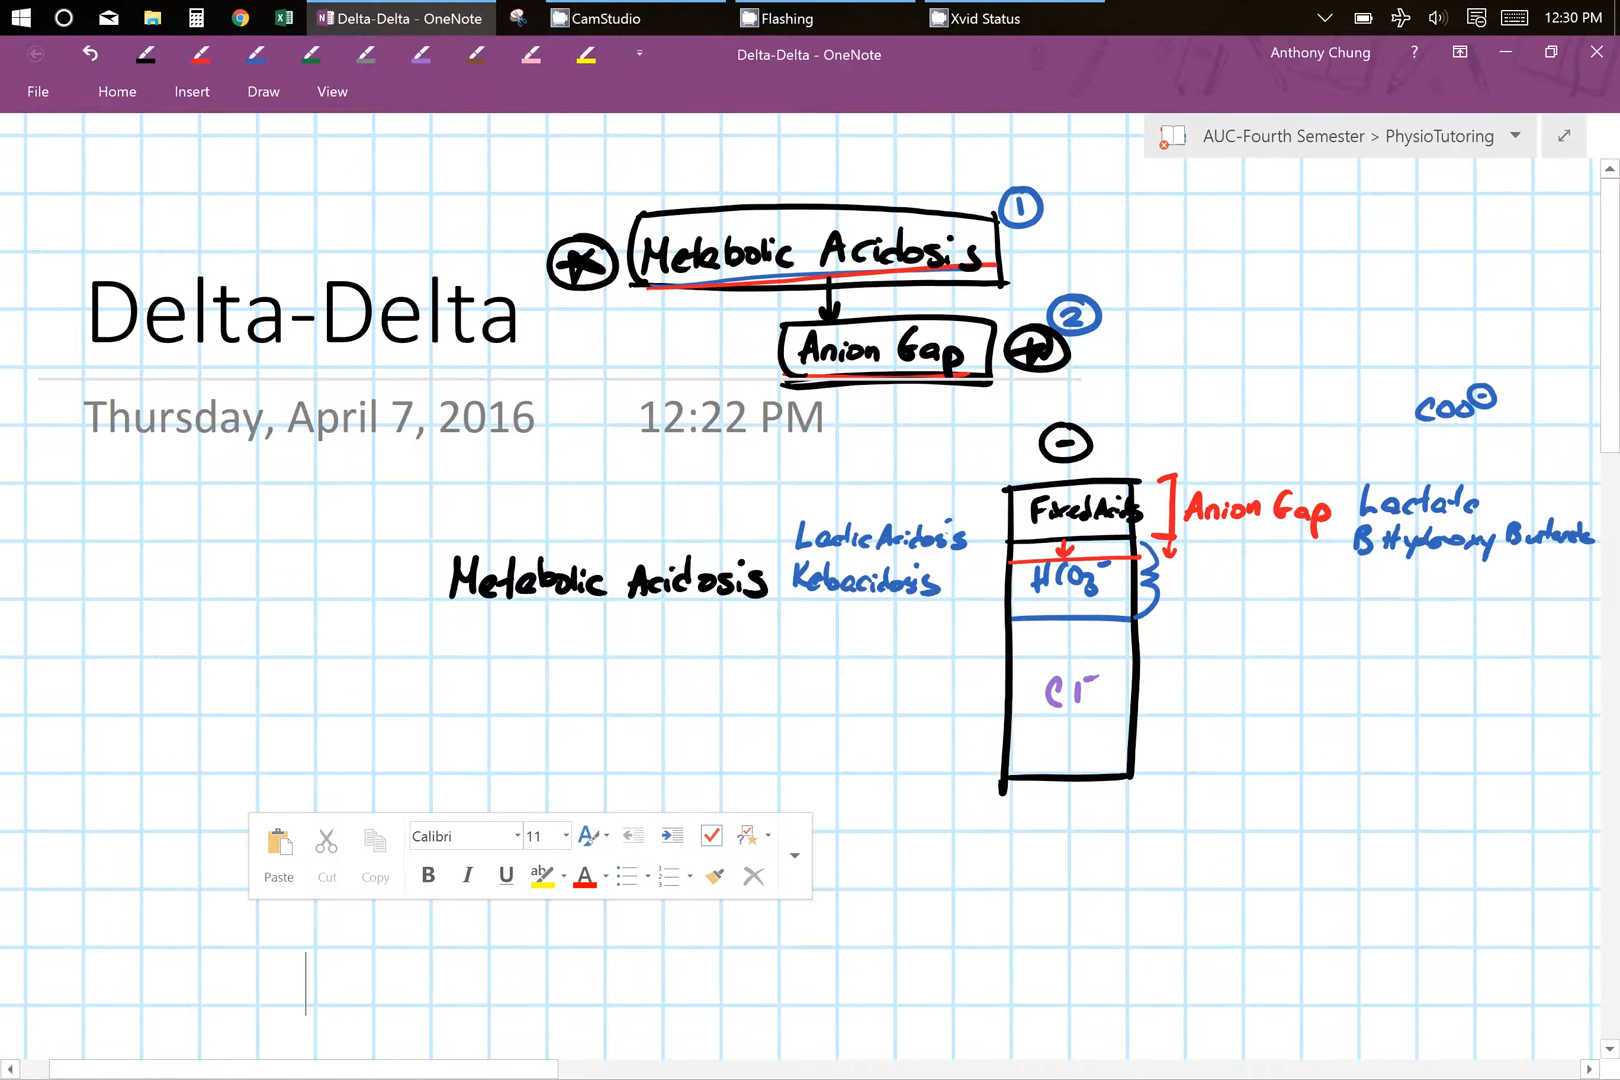 Delta-Delta - OneNote
CamStudio
Flashing
Xvid Status
12:30 PM
Delta-Delta - OneNote
Anthony Chung
?
File
Home
Insert
Draw
View
AUC-Fourth Semester > PhysioTutoring
1
Metabolic Acidosis
Delta-Delta
2
Anion Gap
Thursday, April 7, 2016
12:22 PM
COO-
-
Fixed Acids
Anion Gap
Lactate
Lactic Acidosis
Metabolic Acidosis
Ketoacidosis
HCO3-
Cl-
Calibri
11
Paste
Cut
Copy
B I U